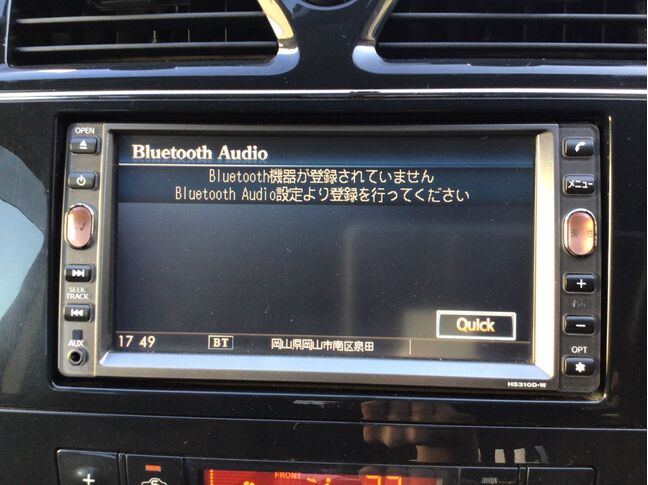 OPEN
Bluetooth Audio
Bluetooth機器が登録されていません
Bluetooth Audio設定より登録を行ってください
メニュー
SEEK
TRACK
+
−
Quick
AUX
17 49
BT
岡山県岡山市南区泉田
OPT
HS310D-W
+
FRONT